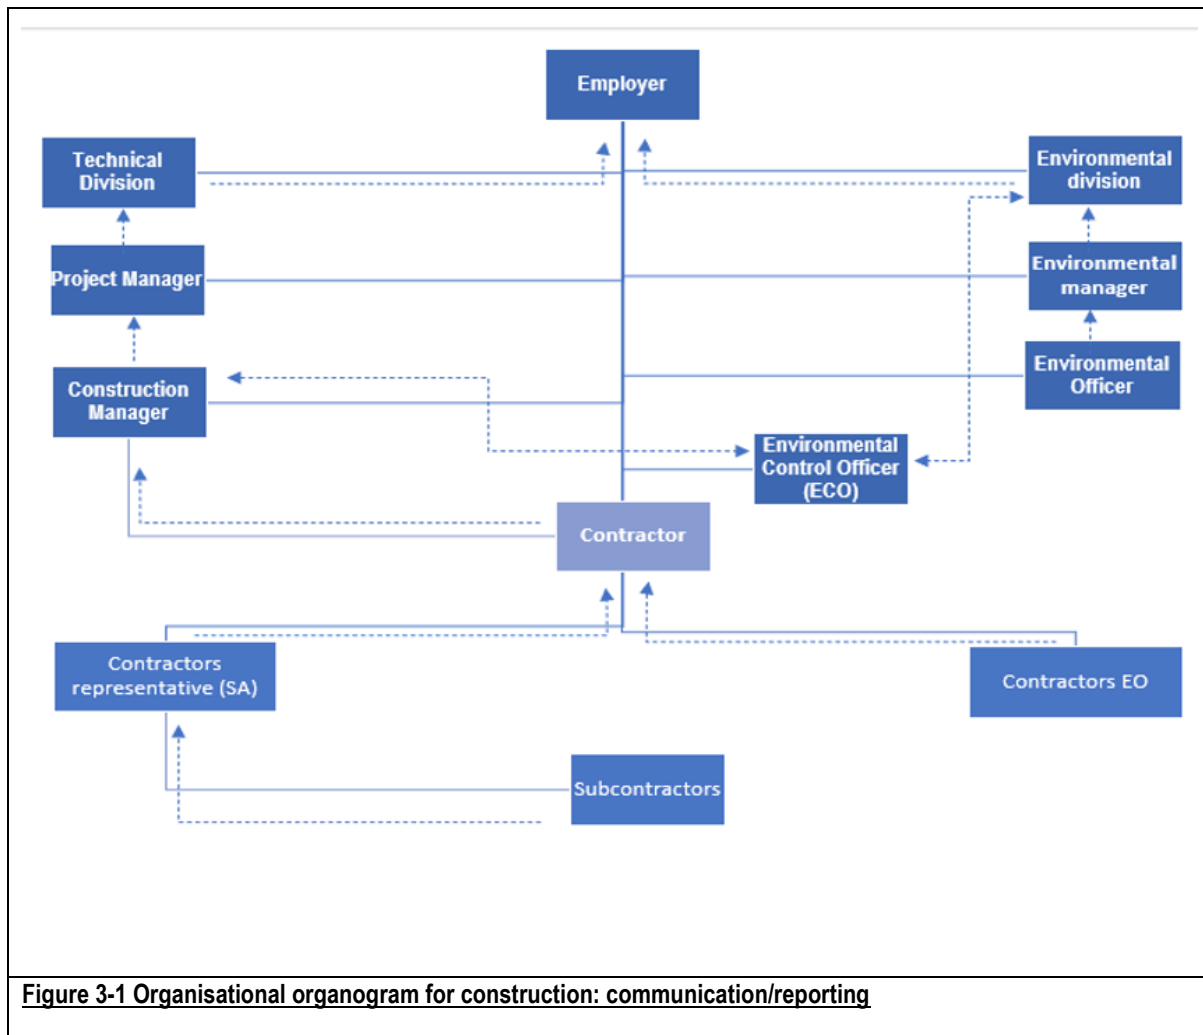 Employer
Technical
Division
Environmental
division
Project Manager
Environmental
manager
Construction
Manager
Environmental
Officer
Environmental
Control Officer
(ECO)
Contractor
Contractors
representative (SA)
Contractors EO
Subcontractors
Figure 3-1 Organisational organogram for construction: communication/reporting